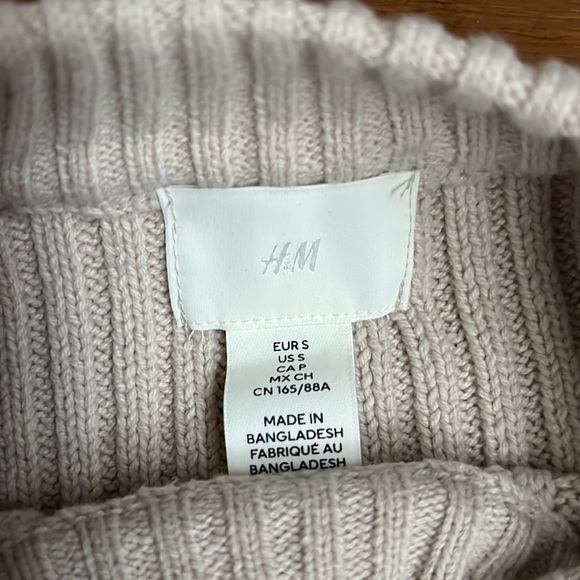 H&M
EUR S
US S
CA P
MX CH
CN 165/88A
MADE IN
BANGLADESH
FABRIQUÉ AU
BANGLADESH